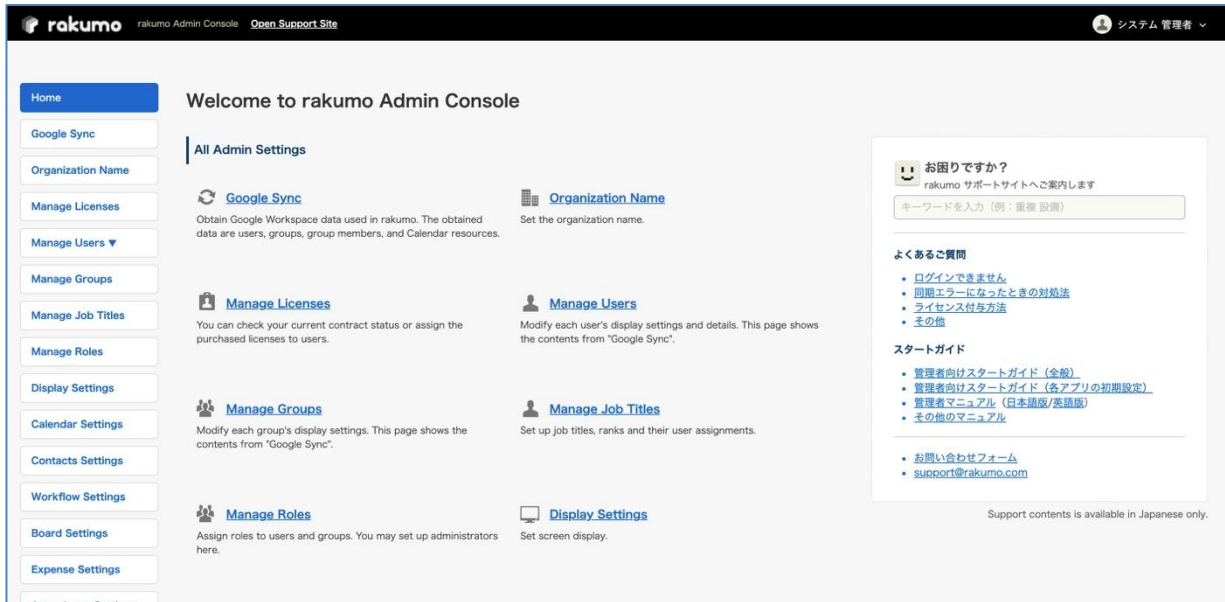 rakumo rakumo Admin Console Open Support Site システム 管理者
Home
Google Sync
Organization Name
Manage Licenses
Manage Users ▼
Manage Groups
Manage Job Titles
Manage Roles
Display Settings
Calendar Settings
Contacts Settings
Workflow Settings
Board Settings
Expense Settings
Welcome to rakumo Admin Console
All Admin Settings
Google Sync
Obtain Google Workspace data used in rakumo. The obtained
data are users, groups, group members, and Calendar resources.
Organization Name
Set the organization name.
Manage Licenses
You can check your current contract status or assign the
purchased licenses to users.
Manage Users
Modify each user's display settings and details. This page shows
the contents from "Google Sync".
Manage Groups
Modify each group's display settings. This page shows the
contents from "Google Sync".
Manage Job Titles
Set up job titles, ranks and their user assignments.
Manage Roles
Assign roles to users and groups. You may set up administrators
here.
Display Settings
Set screen display.
お困りですか？
rakumo サポートサイトへご案内します
キーワードを入力（例：重複 設備）
よくあるご質問
• ログインできません
• 同期エラーになったときの対処法
• ライセンス付与方法
• その他
スタートガイド
• 管理者向けスタートガイド（全般）
• 管理者向けスタートガイド（各アプリの初期設定）
• 管理者マニュアル（日本語版/英語版）
• その他のマニュアル
• お問い合わせフォーム
• support@rakumo.com
Support contents is available in Japanese only.